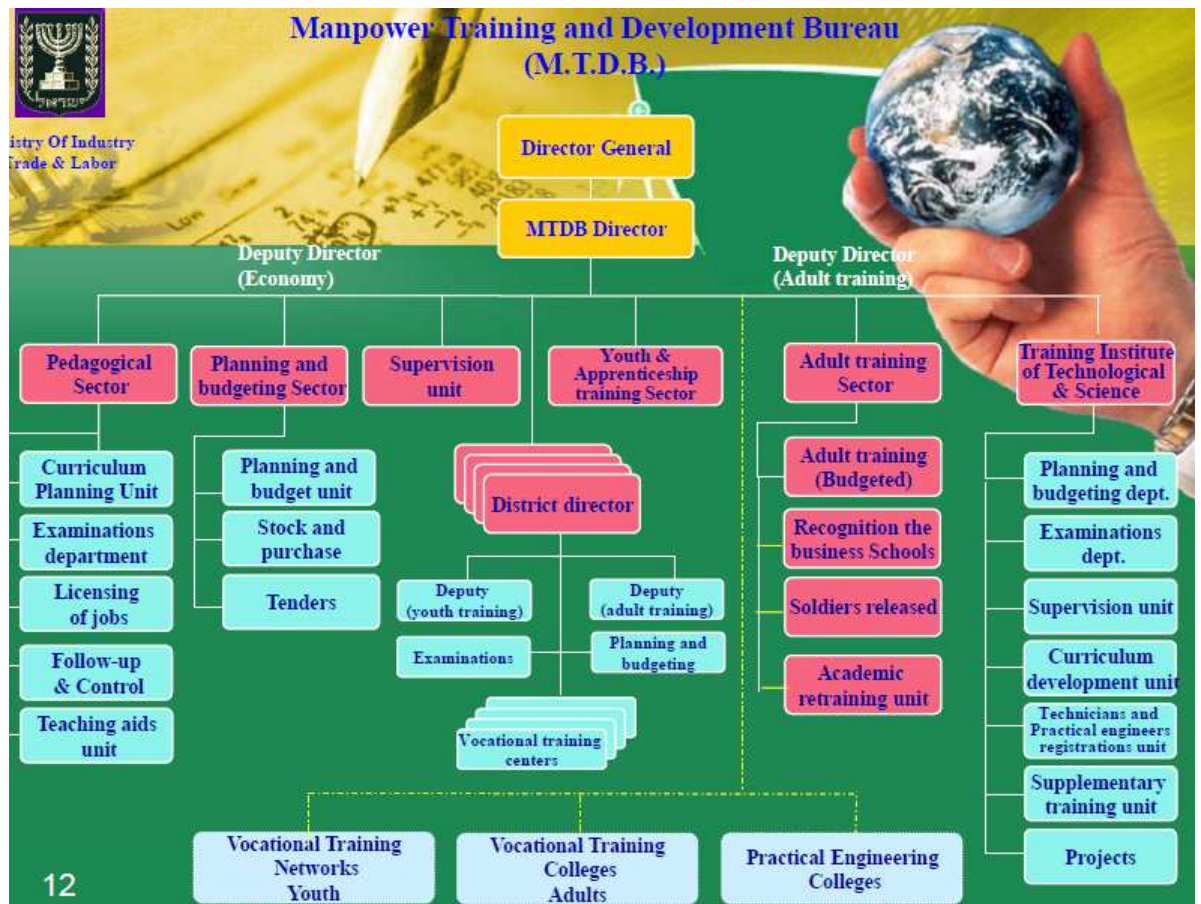 Manpower Training and Development Bureau
(M.T.D.B.)
ישראל
istry Of Industry
Trade & Labor
Director General
MTDB Director
Deputy Director
(Economy)
Deputy Director
(Adult training)
Pedagogical
Sector
Planning and
budgeting Sector
Supervision
unit
Youth &
Apprenticeship
training Sector
Adult training
Sector
Training Institute
of Technological
& Science
Curriculum
Planning Unit
Examinations
department
Licensing
of jobs
Follow-up
& Control
Teaching aids
unit
Planning and
budget unit
Stock and
purchase
Tenders
District director
Deputy
(youth training)
Deputy
(adult training)
Examinations
Planning and
budgeting
Vocational training
centers
Adult training
(Budgeted)
Recognition the
business Schools
Soldiers released
Academic
retraining unit
Planning and
budgeting dept.
Examinations
dept.
Supervision unit
Curriculum
development unit
Technicians and
Practical engineers
registrations unit
Supplementary
training unit
Projects
Vocational Training
Networks
Youth
Vocational Training
Colleges
Adults
Practical Engineering
Colleges
12